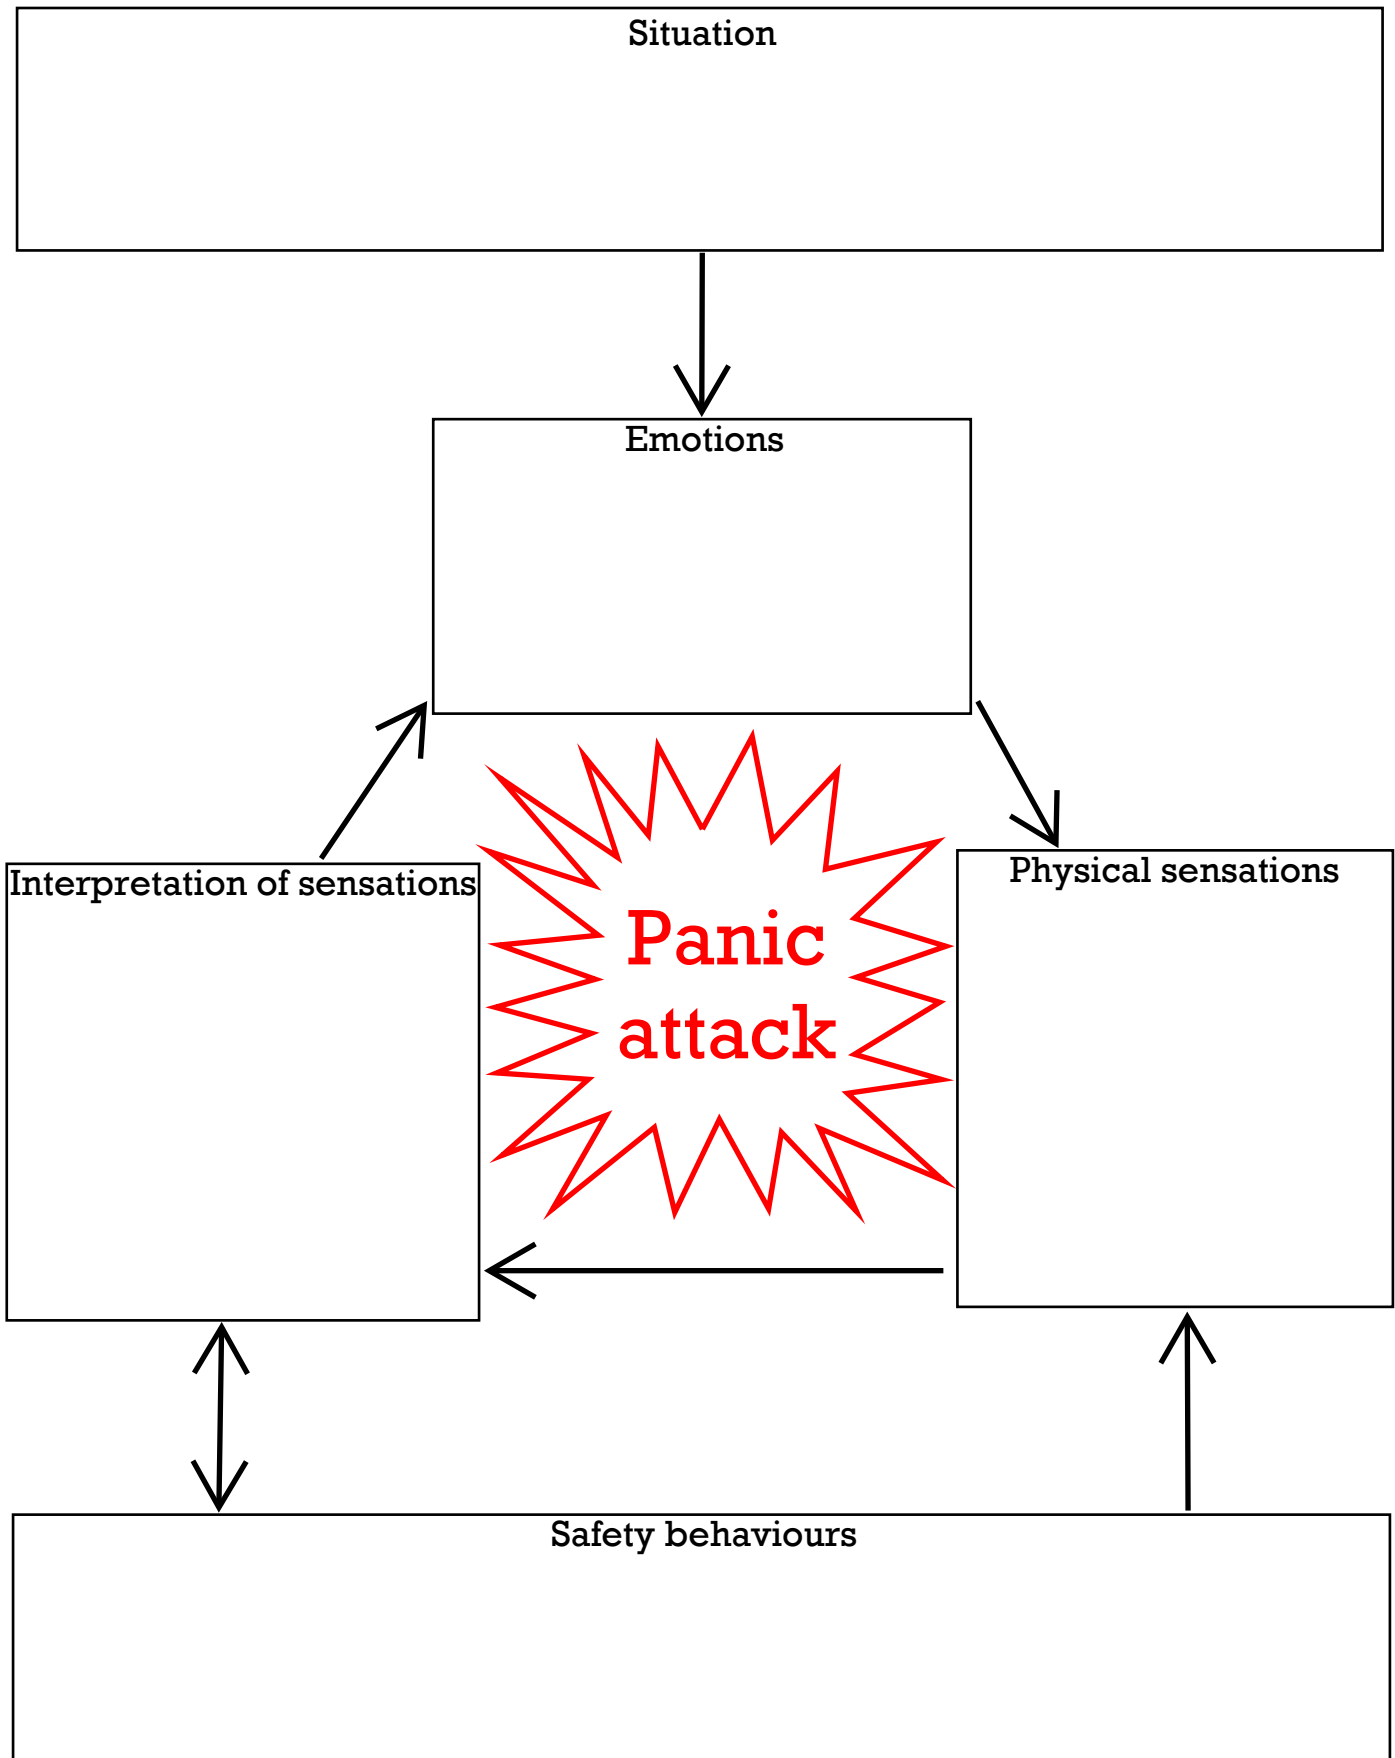 Situation
Emotions
Interpretation of sensations
Physical sensations
Panic
attack
Safety behaviours